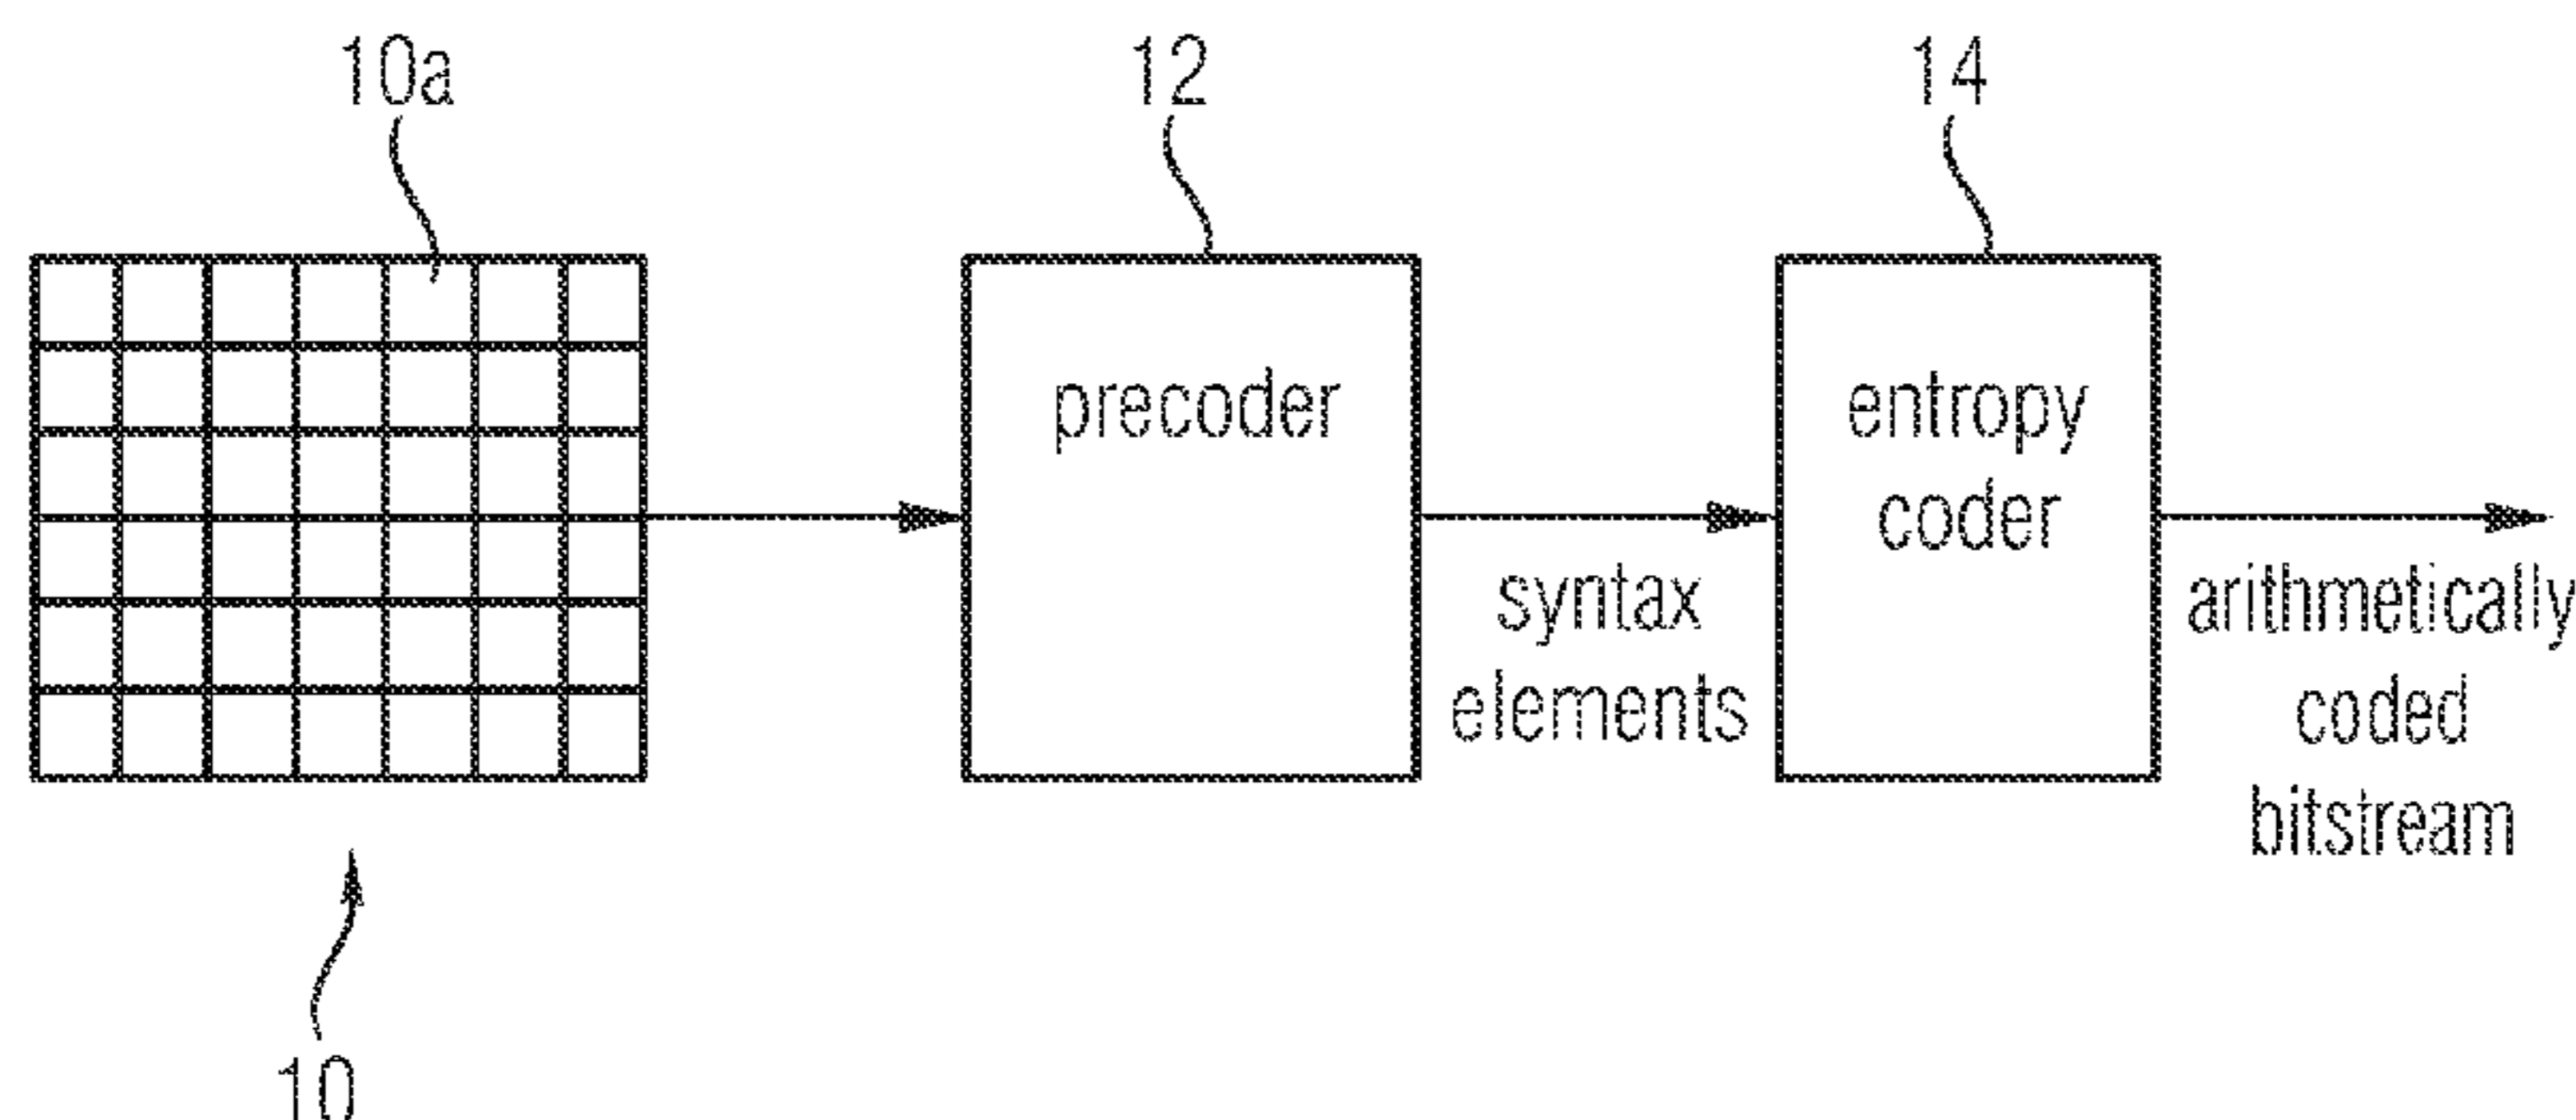 10a
12
14
precoder
entropy
coder
syntax
elements
arithmetically
coded
bitstream
10